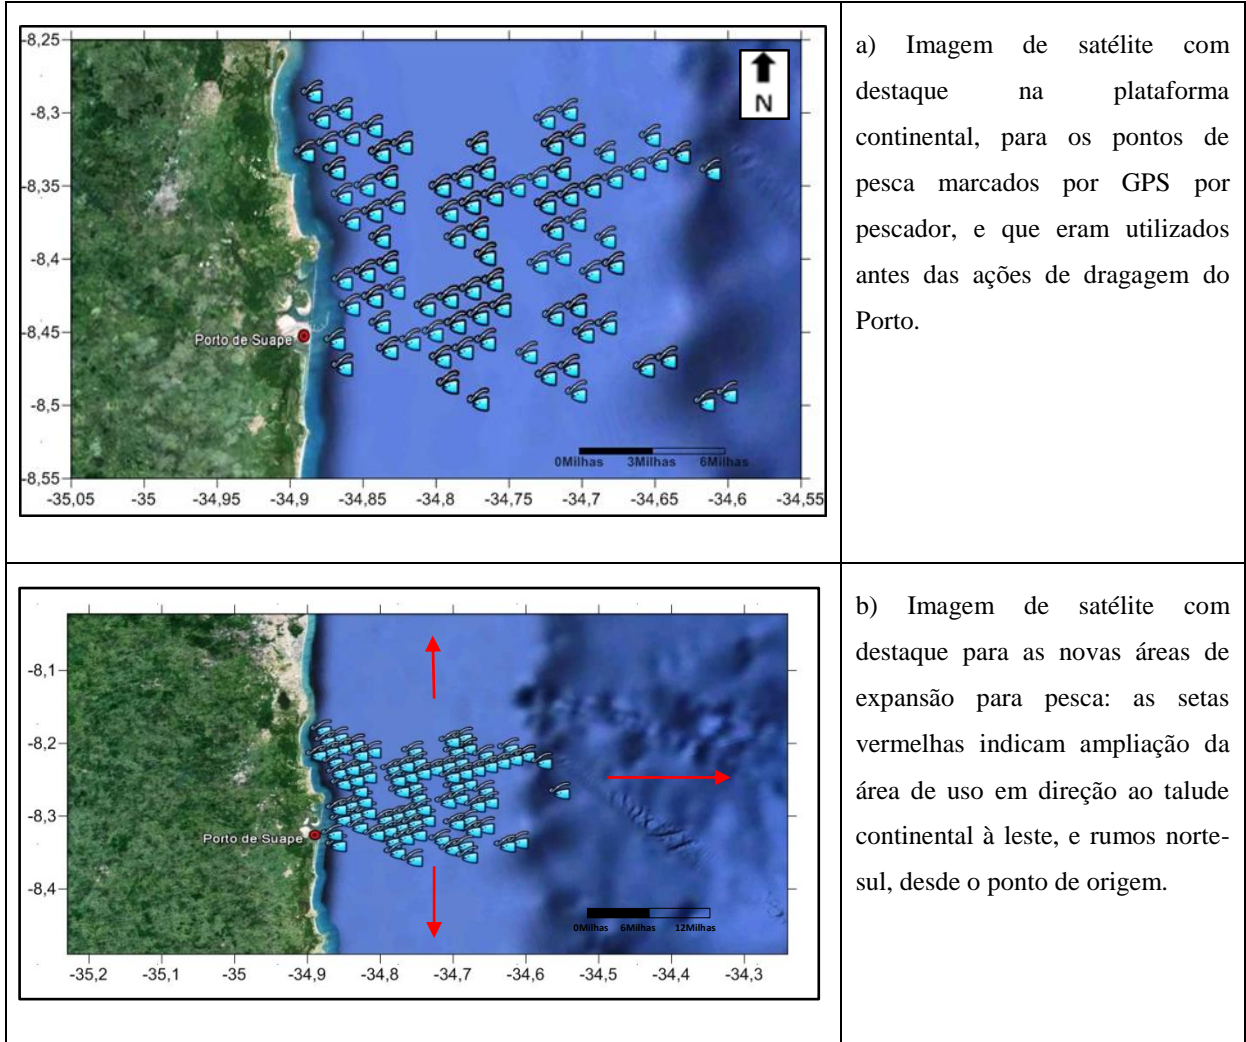 -8,25
-8,3
-8,35
-8,4
-8,45
-8,5
-8,55
N
Porto de Suape
0Milhas 3Milhas 6Milhas
-35,05 -35 -34,95 -34,9 -34,85 -34,8 -34,75 -34,7 -34,65 -34,6 -34,55
a) Imagem de satélite com
destaque na plataforma
continental, para os pontos de
pesca marcados por GPS por
pescador, e que eram utilizados
antes das ações de dragagem do
Porto.
-8,1
-8,2
-8,3
-8,4
Porto de Suape
0Milhas 6Milhas 12Milhas
-35,2 -35,1 -35 -34,9 -34,8 -34,7 -34,6 -34,5 -34,4 -34,3
b) Imagem de satélite com
destaque para as novas áreas de
expansão para pesca: as setas
vermelhas indicam ampliação da
área de uso em direção ao talude
continental à leste, e rumos norte-
sul, desde o ponto de origem.